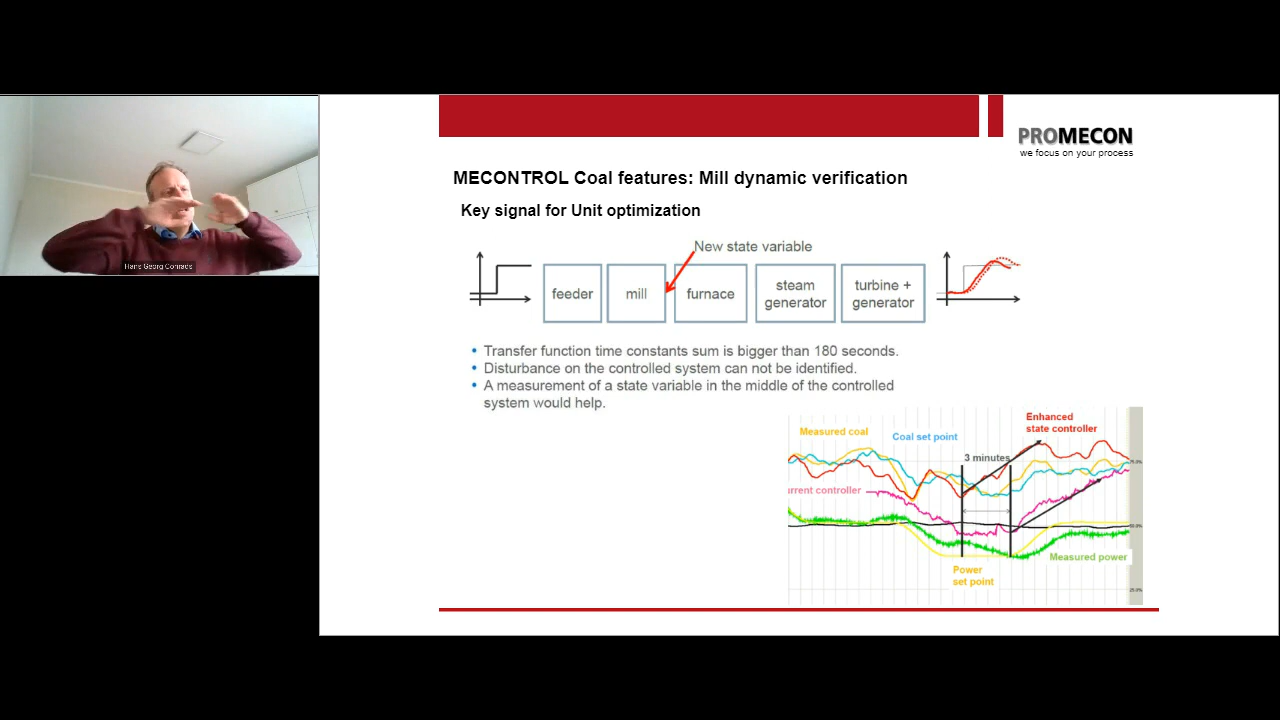 PROMECON
we focus on your process
MECONTROL Coal features: Mill dynamic verification
Key signal for Unit optimization
New state variable
feeder
mill
furnace
steam
generator
turbine +
generator
• Transfer function time constants sum is bigger than 180 seconds.
• Disturbance on the controlled system can not be identified.
• A measurement of a state variable in the middle of the controlled
system would help.
Measured coal
Coal set point
Enhanced
state controller
3 minutes
urrent controller
Measured power
Power
set point
Hans Georg Conrads